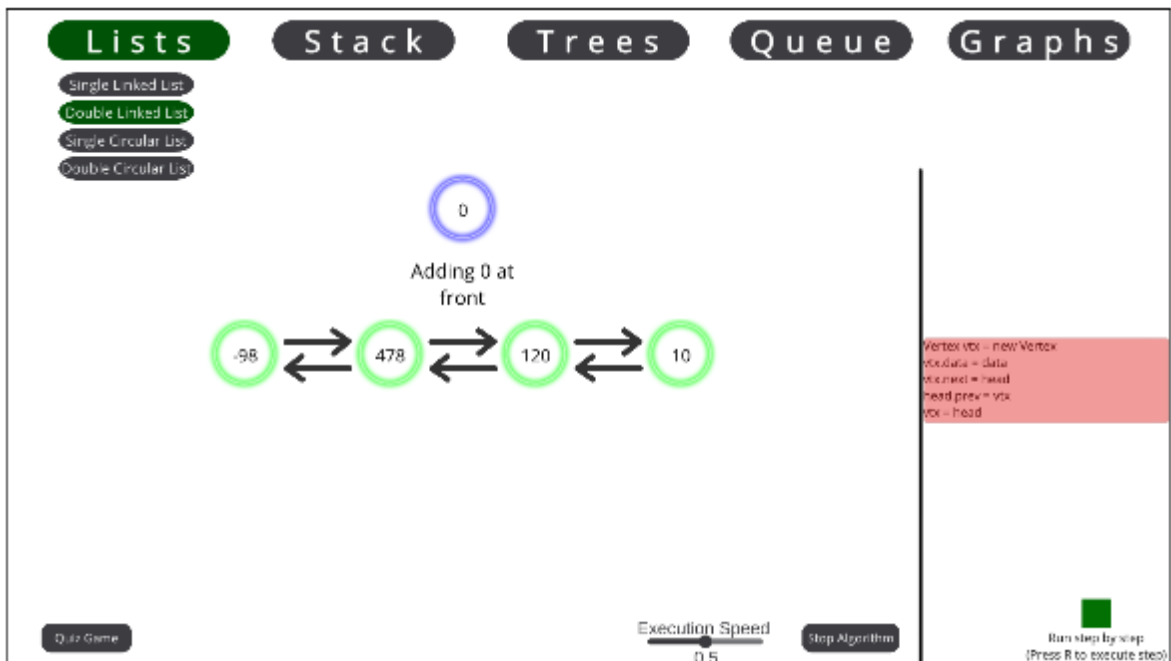 Lists Stack Trees Queue Graphs
Single Linked List
Double Linked List
Single Circular List
Double Circular List
0
Adding 0 at
front
-98 478 120 10
Vertex vtx = new Vertex
vtx.data = data
vtx.next = head
head.prev = vtx
vtx = head
Quiz Game
Execution Speed
0.5
Stop Algorithm
Run step by step
(Press R to execute step)